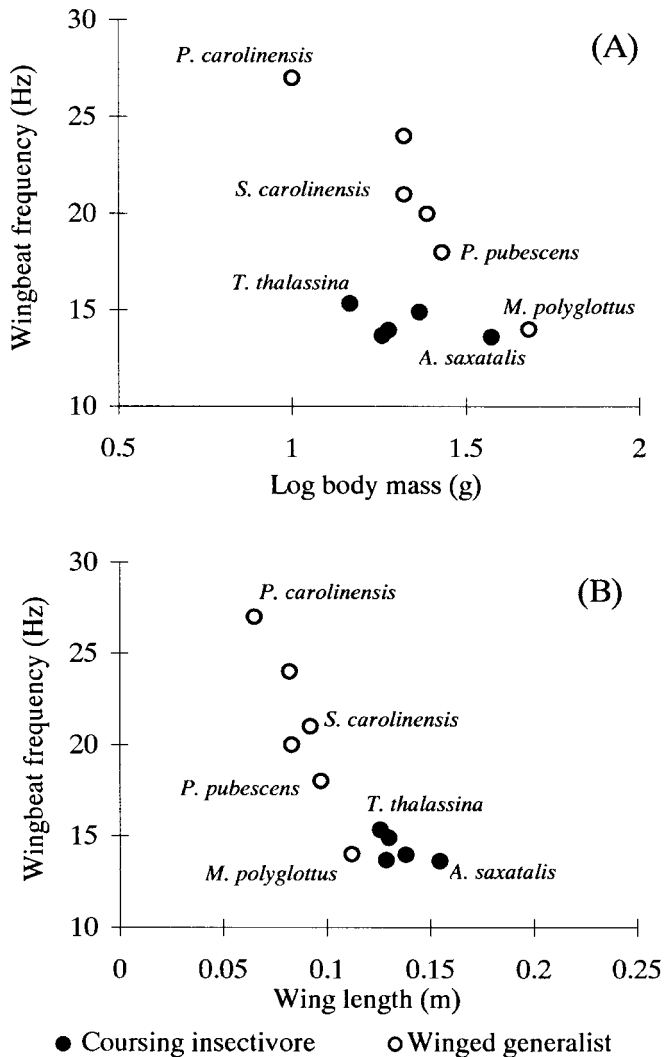 30
(A)
P. carolinensis
25
S. carolinensis
20
P. pubescens
T. thalassina
15
M. polyglottus
A. saxatalis
10
0.5 1 1.5 2
Wingbeat frequency (Hz)
Log body mass (g)
30
(B)
P. carolinensis
25
S. carolinensis
20
P. pubescens
T. thalassina
15
M. polyglottus
A. saxatalis
10
0 0.05 0.1 0.15 0.2 0.25
Wingbeat frequency (Hz)
Wing length (m)
Coursing insectivore Winged generalist